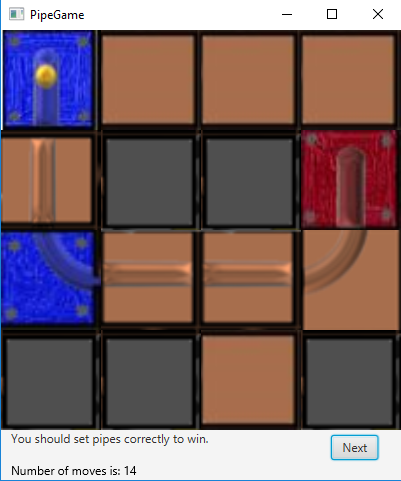 PipeGame
You should set pipes correctly to win.
Next
Number of moves is: 14